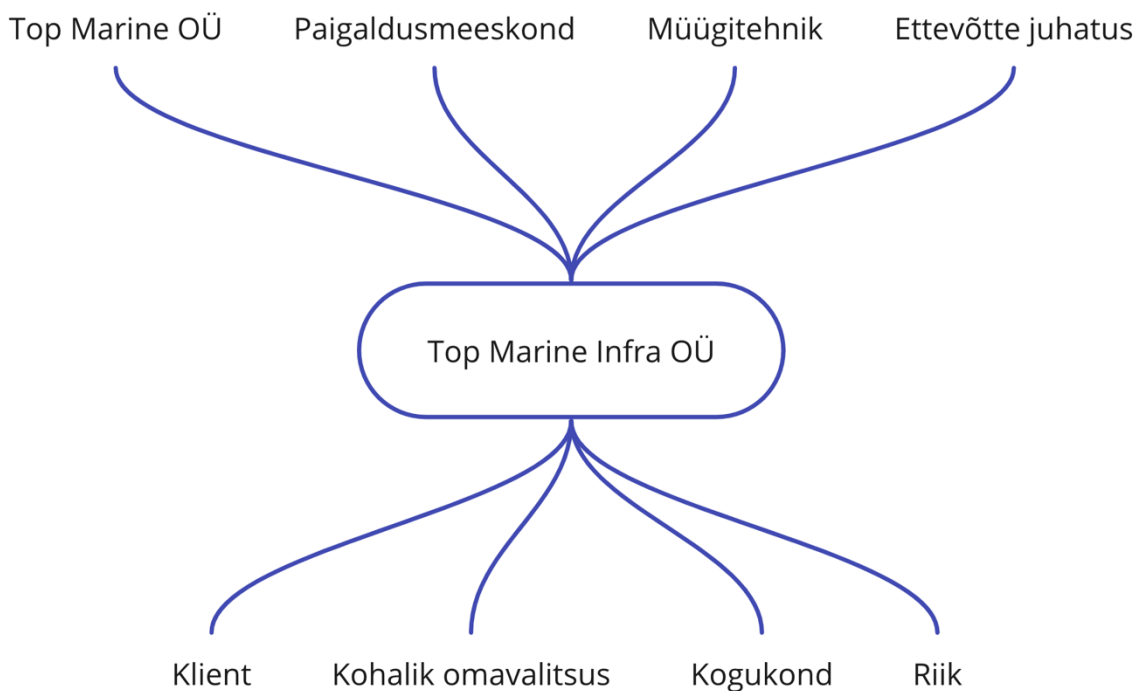 Top Marine OÜ
Paigaldusmeeskond
Müügitehnik
Ettevõtte juhatus
Top Marine Infra OÜ
Klient
Kohalik omavalitsus
Kogukond
Riik